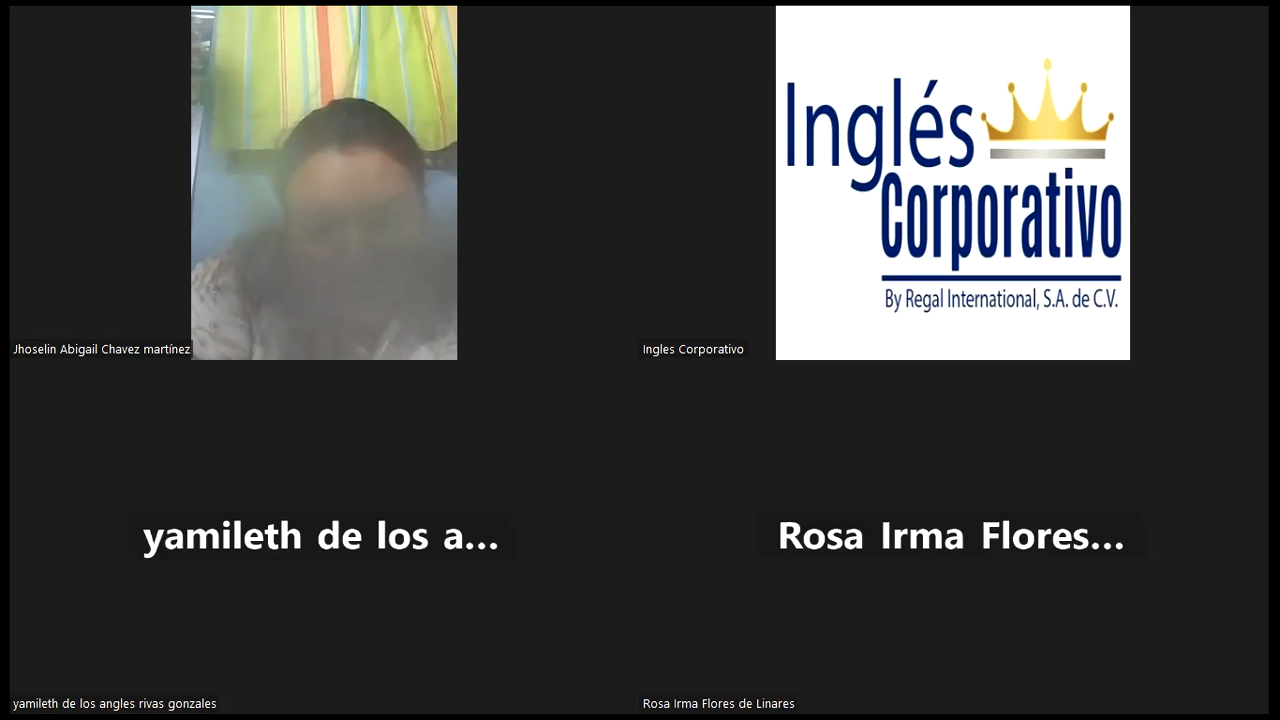 Inglés
Corporativo
By Regal International, S.A. de C.V.
Jhoselin Abigail Chavez martínez
Ingles Corporativo
yamileth de los a...
Rosa Irma Flores...
yamileth de los angles rivas gonzales
Rosa Irma Flores de Linares